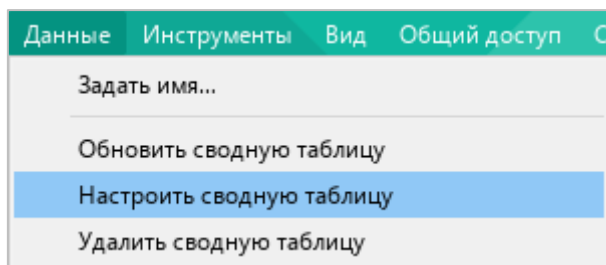 Данные Инструменты Вид Общий доступ
Задать имя...
Обновить сводную таблицу
Настроить сводную таблицу
Удалить сводную таблицу